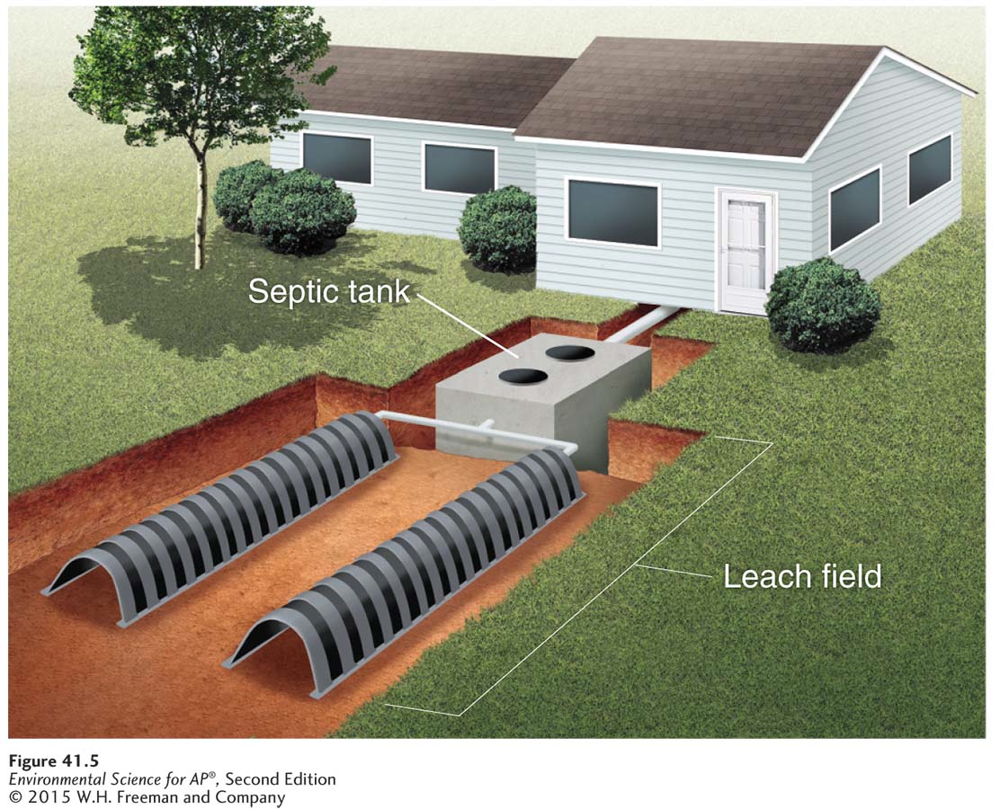 Septic tank
Leach field
Figure 41.5
Environmental Science for AP®, Second Edition
© 2015 W.H. Freeman and Company